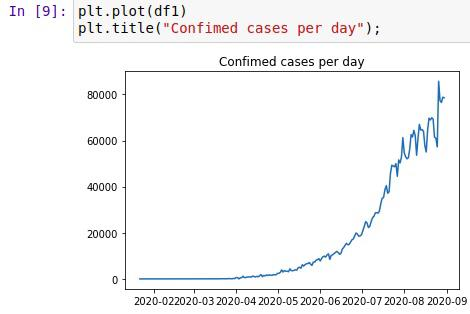 In [9]: plt.plot(df1)
plt.title("Confimed cases per day");
Confimed cases per day
80000
60000
40000
20000
0
2020-02 2020-03 2020-04 2020-05 2020-06 2020-07 2020-08 2020-09